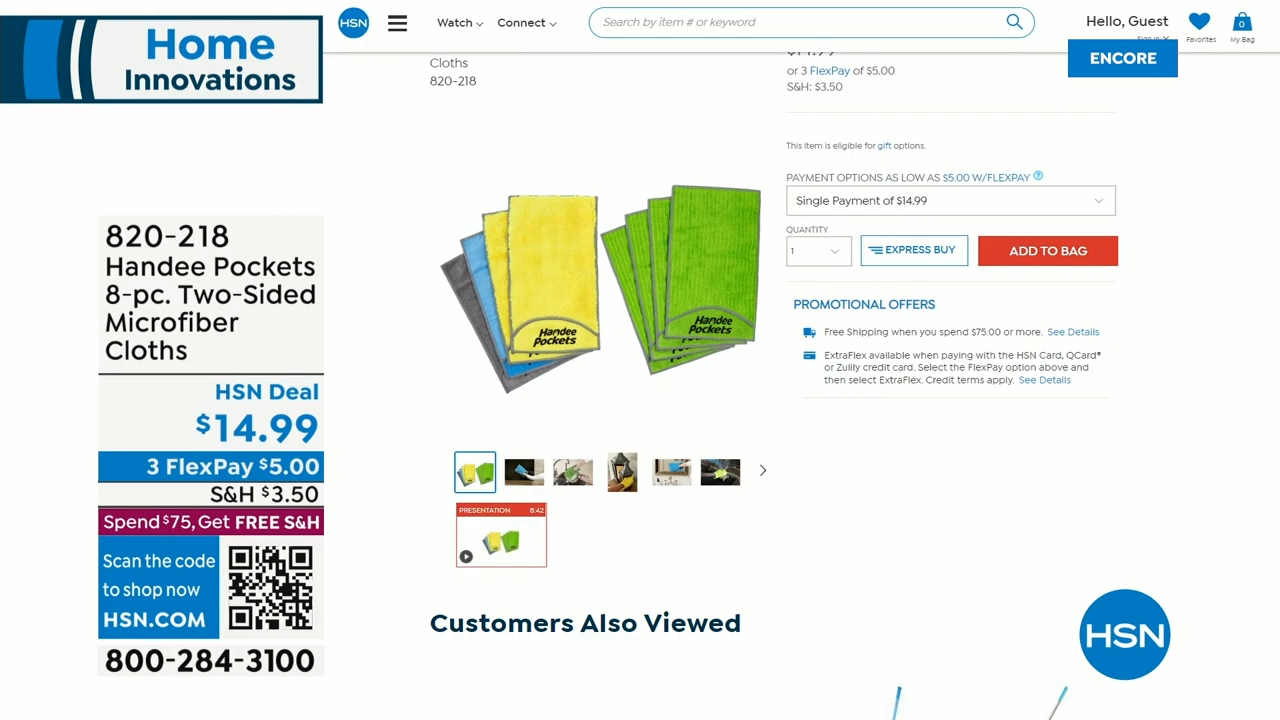 Home
Innovations
HSN
Watch
Connect
Search by item # or keyword
Hello, Guest
Sign in
Favorites
0
My Bag
ENCORE
Cloths
820-218
$14.99
or 3 FlexPay of $5.00
S&H: $3.50
This item is eligible for gift options.
PAYMENT OPTIONS AS LOW AS $5.00 W/FLEXPAY ?
Single Payment of $14.99
QUANTITY
1
EXPRESS BUY
ADD TO BAG
PROMOTIONAL OFFERS
Free Shipping when you spend $75.00 or more. See Details
ExtraFlex available when paying with the HSN Card, QCard®
or Zulily credit card. Select the FlexPay option above and
then select ExtraFlex. Credit terms apply. See Details
Handee
Pockets
Handee
Pockets
PRESENTATION 8:42
Customers Also Viewed
820-218
Handee Pockets
8-pc. Two-Sided
Microfiber
Cloths
HSN Deal
$14.99
3 FlexPay $5.00
S&H $3.50
Spend $75, Get FREE S&H
Scan the code
to shop now
HSN.COM
800-284-3100
HSN